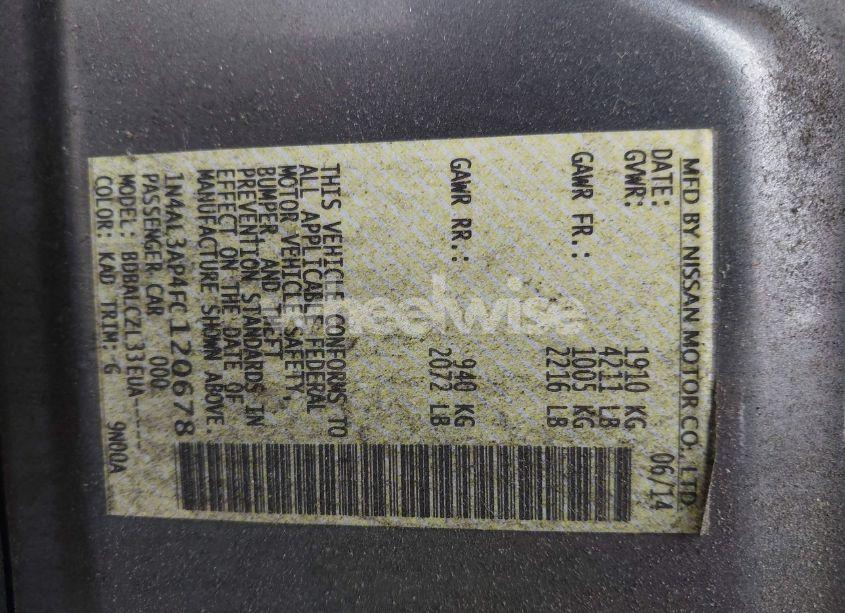 MFD BY NISSAN MOTOR CO., LTD.
DATE: 06/14
GVWR: 1910 KG
4211 LB
GAWR FR.: 1005 KG
2216 LB
GAWR RR.: 940 KG
2072 LB
THIS VEHICLE CONFORMS TO
ALL APPLICABLE FEDERAL
MOTOR VEHICLE SAFETY,
BUMPER AND THEFT
PREVENTION STANDARDS IN
EFFECT ON THE DATE OF
MANUFACTURE SHOWN ABOVE
1N4AL3AP4FC120678
PASSENGER CAR 000
MODEL: BDBALCZL33EUA-----
COLOR: KAD TRIM: G 9N00A
wheelwise